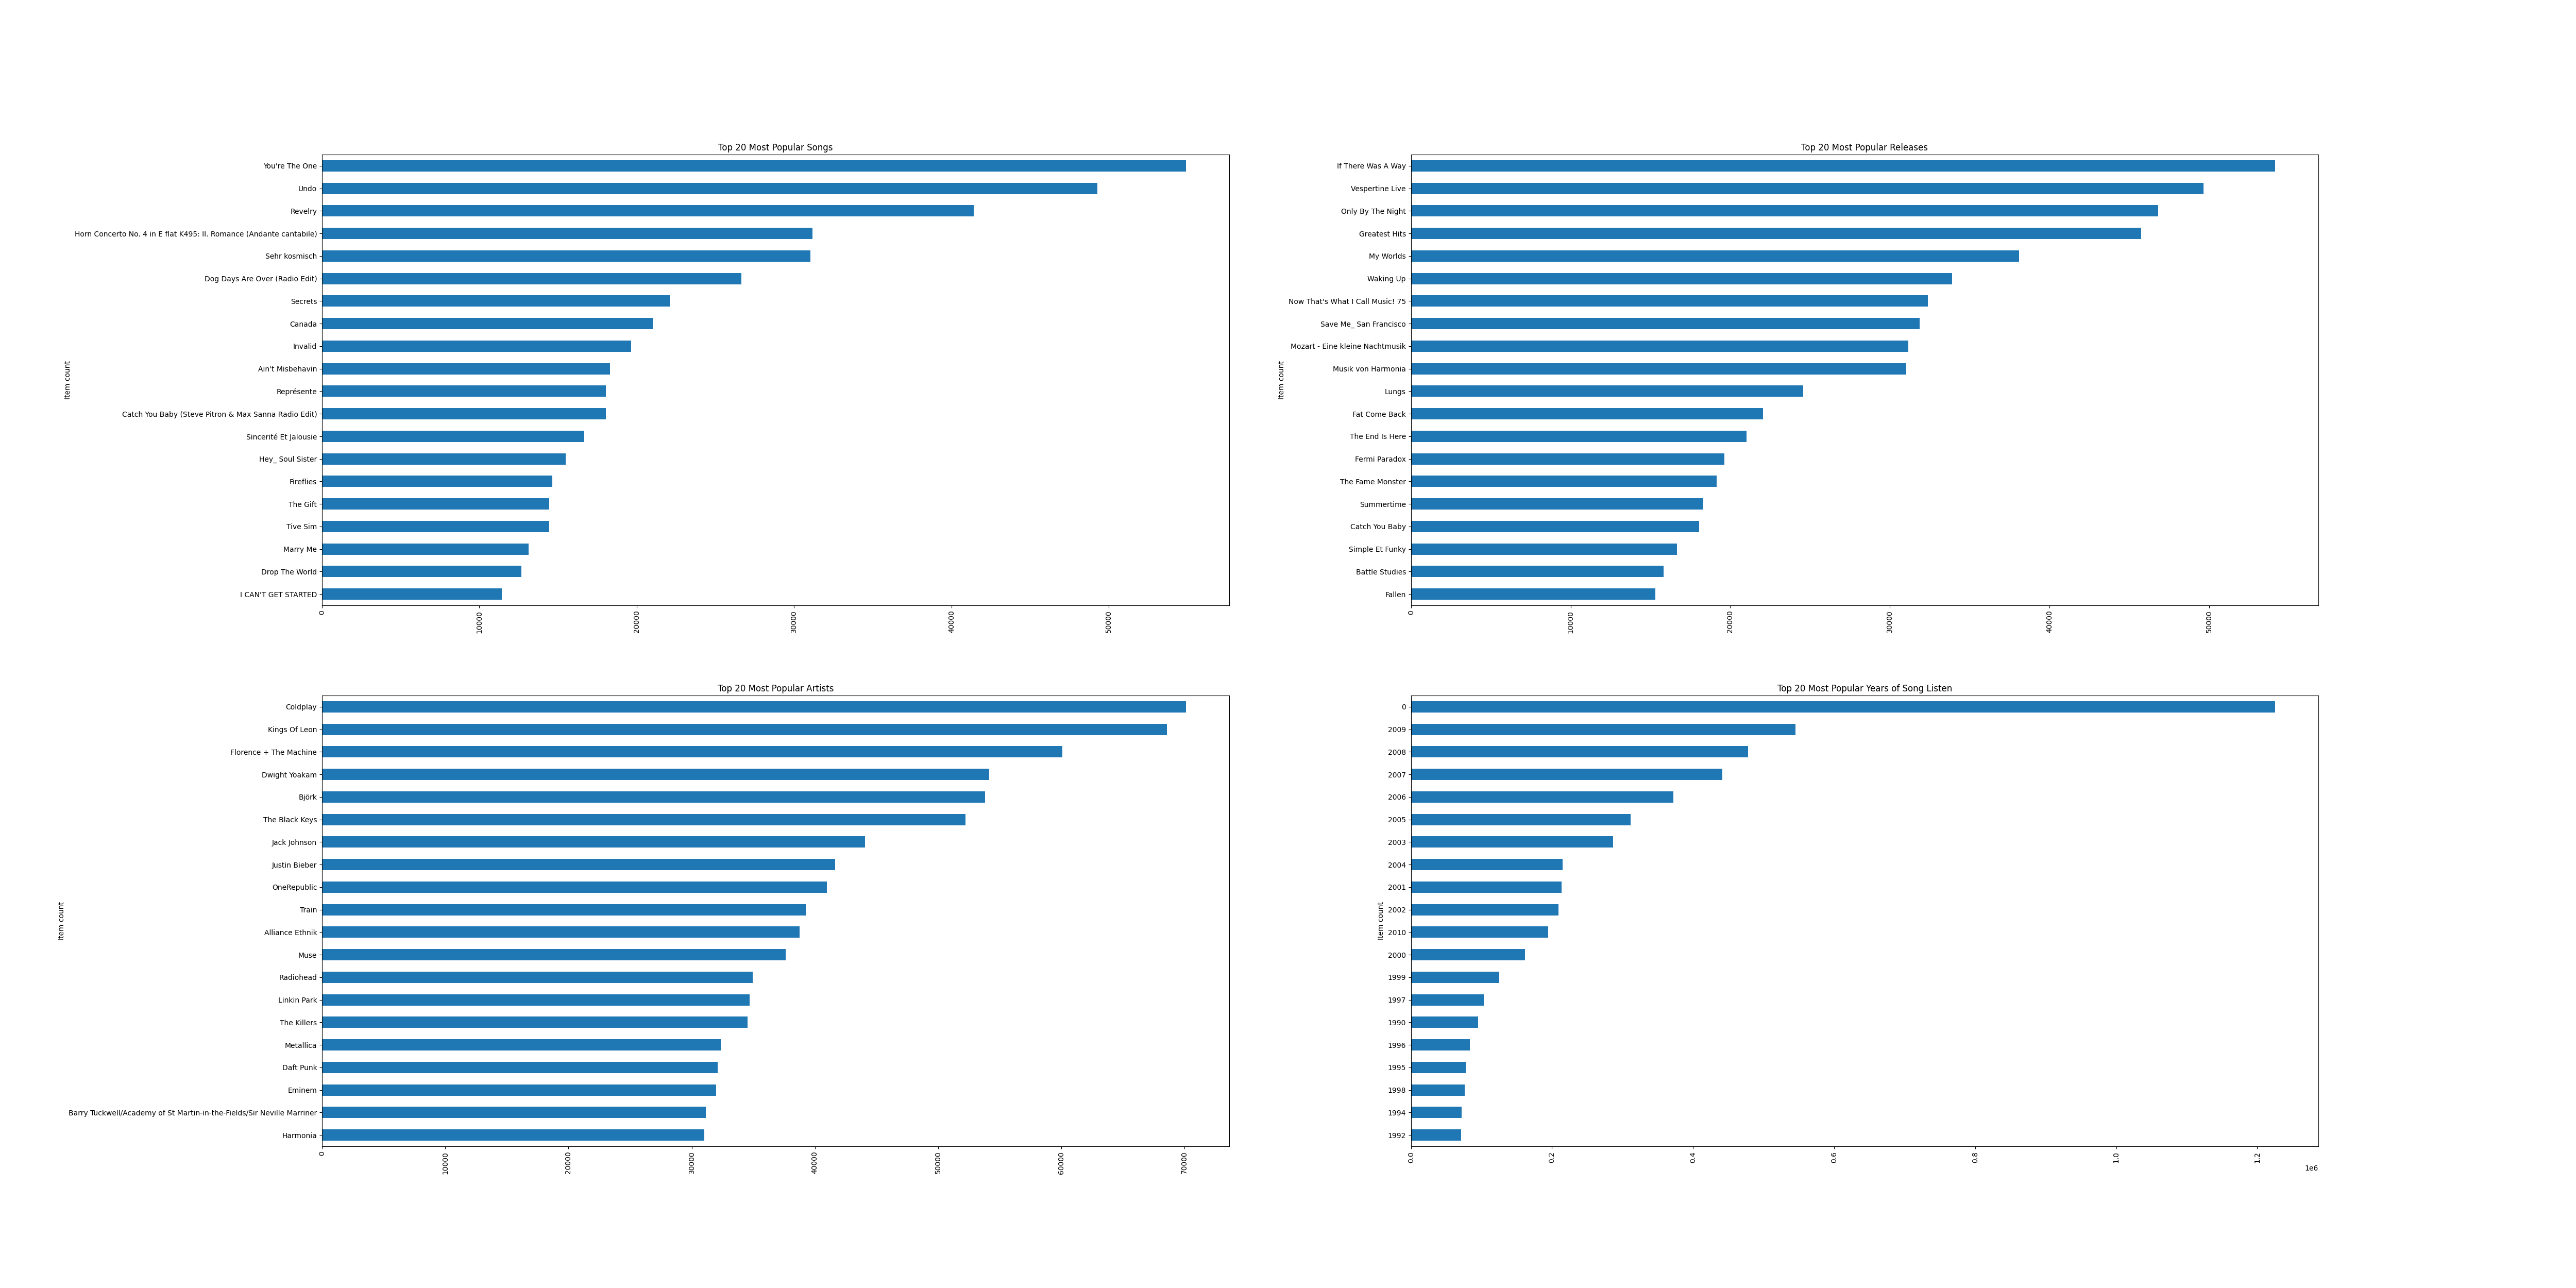 Top 20 Most Popular Songs
Item count
You're The One
Undo
Revelry
Horn Concerto No. 4 in E flat K495: II. Romance (Andante cantabile)
Sehr kosmisch
Dog Days Are Over (Radio Edit)
Secrets
Canada
Invalid
Ain't Misbehavin
Représente
Catch You Baby (Steve Pitron & Max Sanna Radio Edit)
Sincerité Et Jalousie
Hey_ Soul Sister
Fireflies
The Gift
Tive Sim
Marry Me
Drop The World
I CAN'T GET STARTED
0
10000
20000
30000
40000
50000
Top 20 Most Popular Releases
Item count
If There Was A Way
Vespertine Live
Only By The Night
Greatest Hits
My Worlds
Waking Up
Now That's What I Call Music! 75
Save Me_ San Francisco
Mozart - Eine kleine Nachtmusik
Musik von Harmonia
Lungs
Fat Come Back
The End Is Here
Fermi Paradox
The Fame Monster
Summertime
Catch You Baby
Simple Et Funky
Battle Studies
Fallen
0
10000
20000
30000
40000
50000
Top 20 Most Popular Artists
Item count
Coldplay
Kings Of Leon
Florence + The Machine
Dwight Yoakam
Björk
The Black Keys
Jack Johnson
Justin Bieber
OneRepublic
Train
Alliance Ethnik
Muse
Radiohead
Linkin Park
The Killers
Metallica
Daft Punk
Eminem
Barry Tuckwell/Academy of St Martin-in-the-Fields/Sir Neville Marriner
Harmonia
0
10000
20000
30000
40000
50000
60000
70000
Top 20 Most Popular Years of Song Listen
Item count
0
2009
2008
2007
2006
2005
2003
2004
2001
2002
2010
2000
1999
1997
1990
1996
1995
1998
1994
1992
0.0
0.2
0.4
0.6
0.8
1.0
1.2
1e6